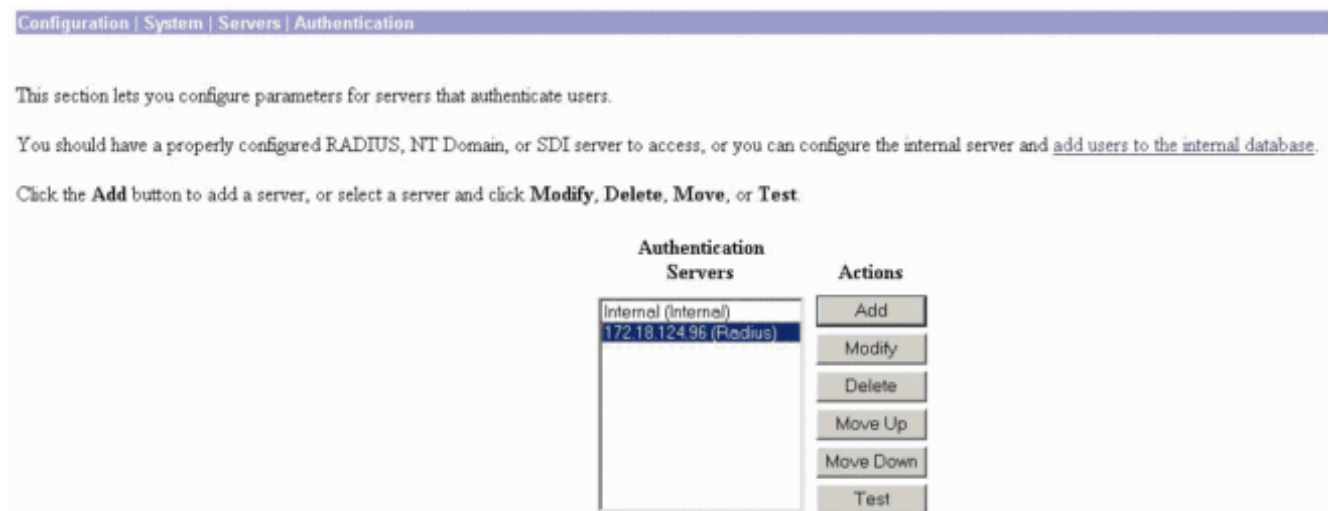 Configuration | System | Servers | Authentication
This section lets you configure parameters for servers that authenticate users.
You should have a properly configured RADIUS, NT Domain, or SDI server to access, or you can configure the internal server and add users to the internal database.
Click the Add button to add a server, or select a server and click Modify, Delete, Move, or Test.
Authentication
Servers
Actions
Internal (Internal)
172.18.124.96 (Radius)
Add
Modify
Delete
Move Up
Move Down
Test